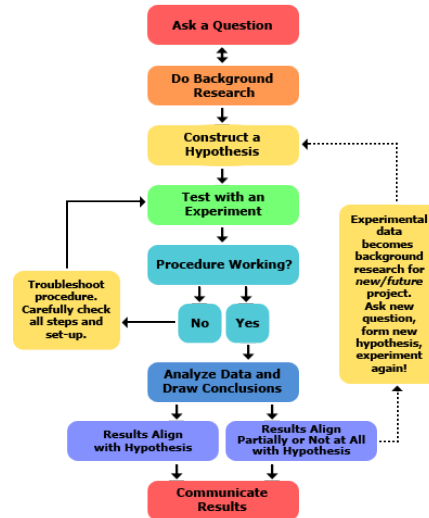 Ask a Question
Do Background
Research
Construct a
Hypothesis
Test with an
Experiment
Procedure Working?
Troubleshoot
procedure.
Carefully check
all steps and
set-up.
No
Yes
Experimental
data
becomes
background
research for
new/future
project.
Ask new
question,
form new
hypothesis,
experiment
again!
Analyze Data and
Draw Conclusions
Results Align
with Hypothesis
Results Align
Partially or Not at All
with Hypothesis
Communicate
Results